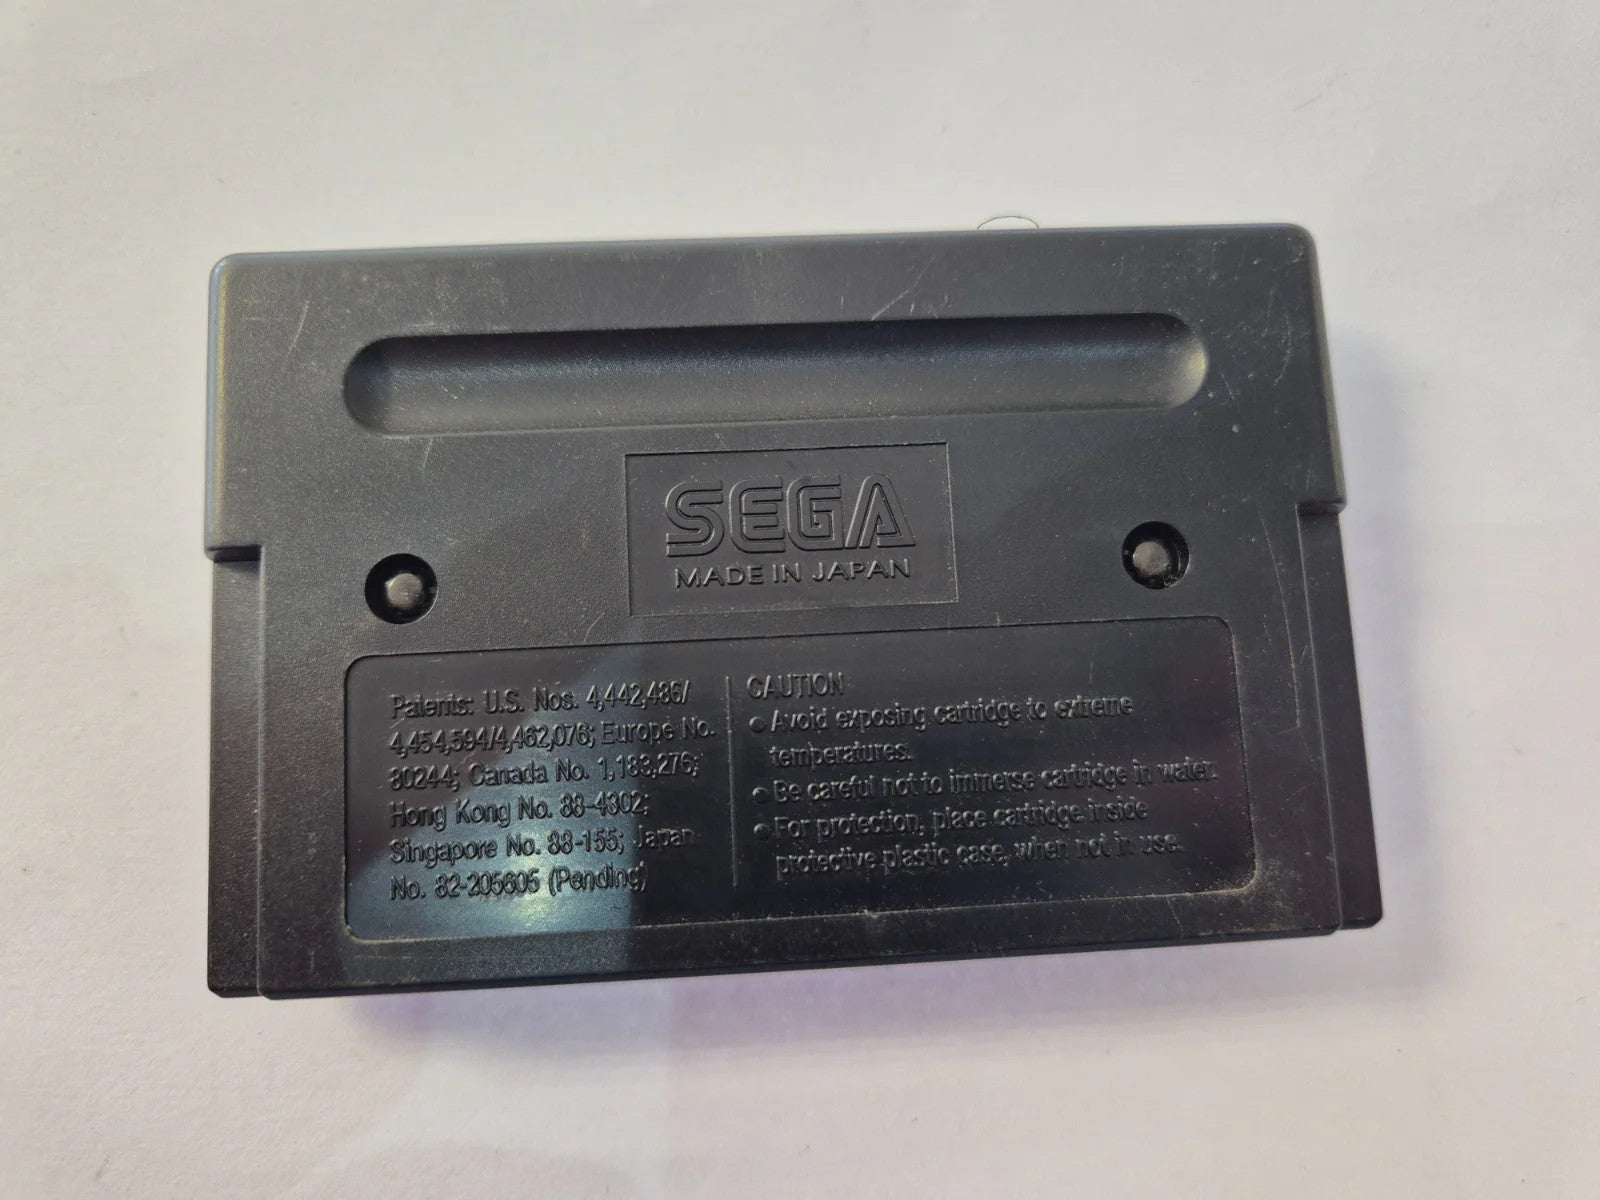 SEGA
MADE IN JAPAN
Patents: U.S. Nos. 4,442,486/
4,454,594/4,462,076; Europe No.
80244; Canada No. 1,183,276;
Hong Kong No. 88-4302;
Singapore No. 88-155; Japan
No. 82-205605 (Pending)
CAUTION
• Avoid exposing cartridge to extreme
temperatures.
• Be careful not to immerse cartridge in water.
• For protection, place cartridge inside
protective plastic case, when not in use.